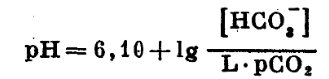 pH = 6,10 + lg [HCO₃⁻] / L · pCO₂